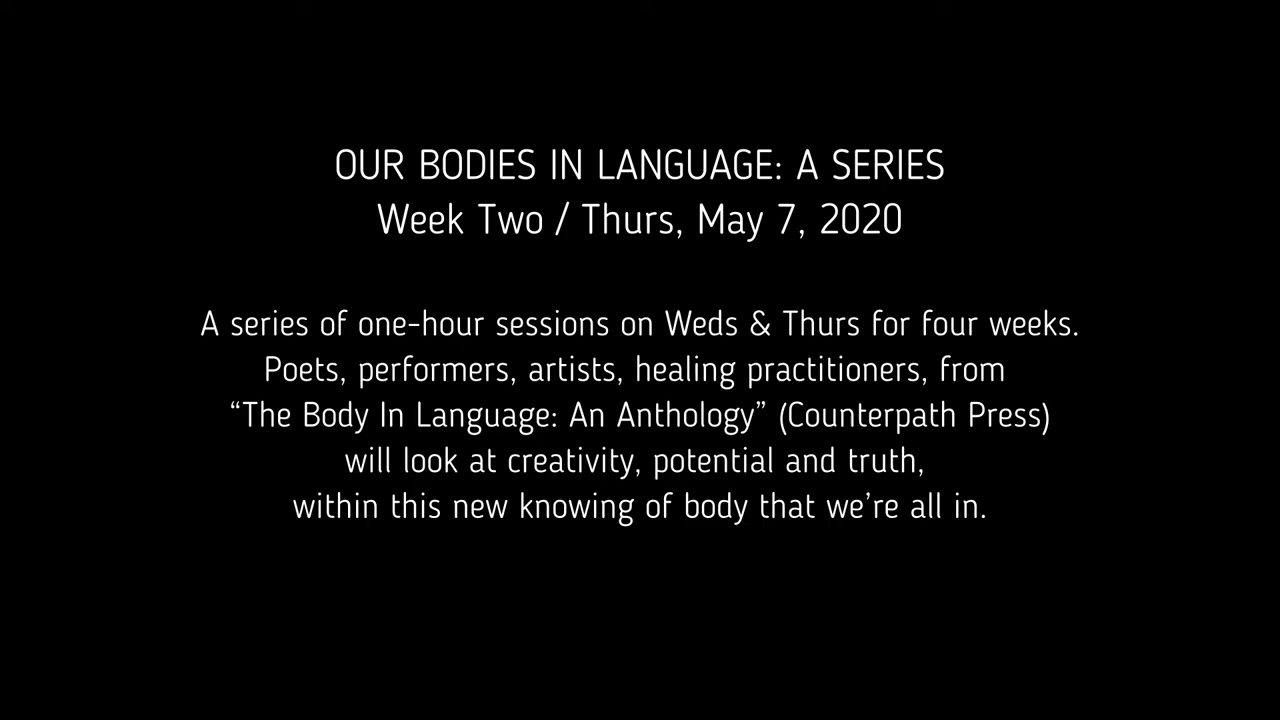 OUR BODIES IN LANGUAGE: A SERIES
Week Two / Thurs, May 7, 2020
A series of one-hour sessions on Weds & Thurs for four weeks.
Poets, performers, artists, healing practitioners, from
“The Body In Language: An Anthology” (Counterpath Press)
will look at creativity, potential and truth,
within this new knowing of body that we’re all in.